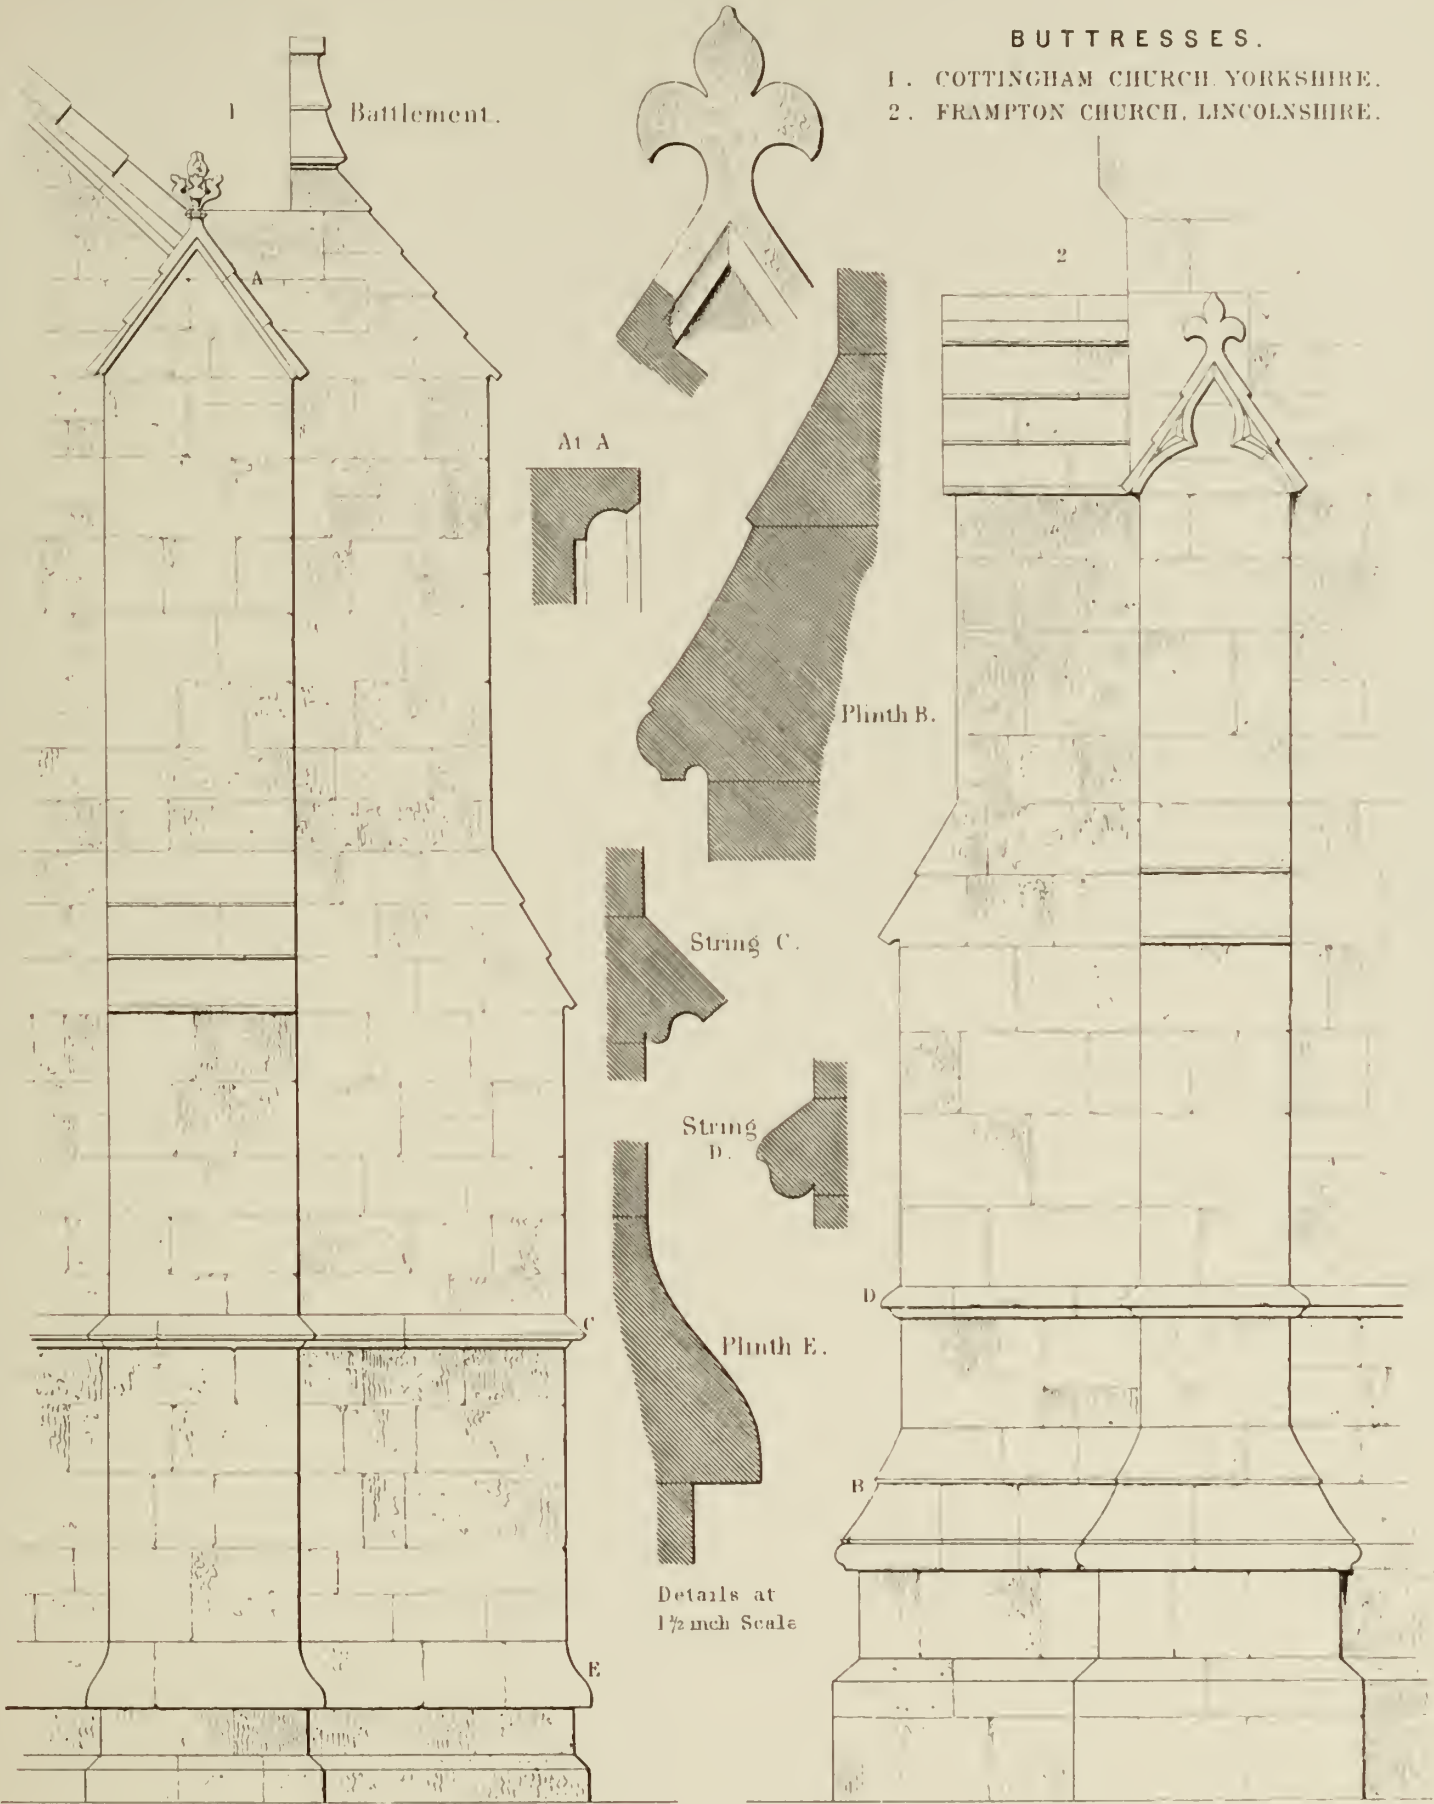 BUTTRESSES.
1. COTTINGHAM CHURCH. YORKSHIRE.
2. FRAMPTON CHURCH, LINCOLNSHIRE.
1
Battlement.
A
2
At A
Plinth B.
String C.
String
D.
D
C
Plinth E.
B
Details at
1½ inch Scale
E